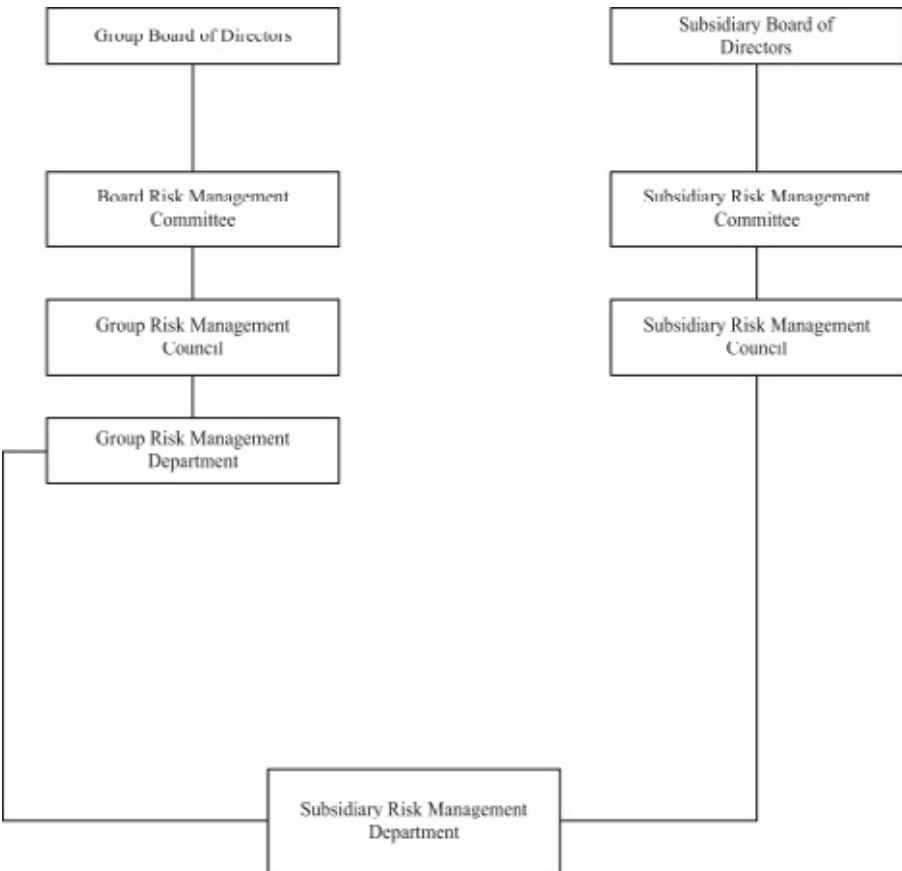 Group Board of Directors
Subsidiary Board of
Directors
Board Risk Management
Committee
Subsidiary Risk Management
Committee
Group Risk Management
Council
Subsidiary Risk Management
Council
Group Risk Management
Department
Subsidiary Risk Management
Department